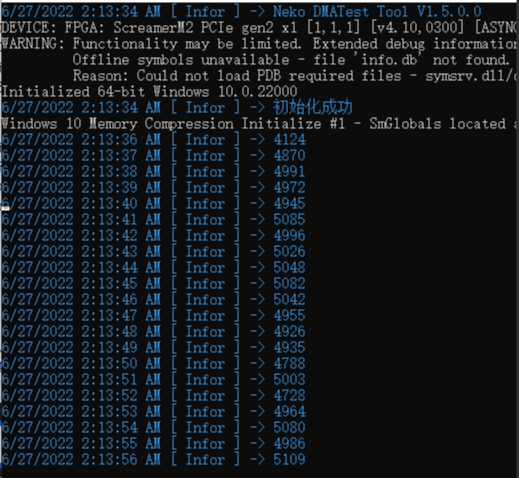 6/27/2022 2:13:34 AM [ Infor ] -> Neko DMATest Tool V1.5.0.0
DEVICE: FPGA: ScreamerM2 PCIe gen2 x1 [1,1,1] [v4.10,0300] [ASYNC
WARNING: Functionality may be limited. Extended debug information
Offline symbols unavailable - file 'info.db' not found.
Reason: Could not load PDB required files - symsrv.dll/
Initialized 64-bit Windows 10.0.22000
6/27/2022 2:13:34 AM [ Infor ] -> 初始化成功
Windows 10 Memory Compression Initialize #1 - SmGlobals located a
6/27/2022 2:13:36 AM [ Infor ] -> 4124
6/27/2022 2:13:37 AM [ Infor ] -> 4870
6/27/2022 2:13:38 AM [ Infor ] -> 4991
6/27/2022 2:13:39 AM [ Infor ] -> 4972
6/27/2022 2:13:40 AM [ Infor ] -> 4945
6/27/2022 2:13:41 AM [ Infor ] -> 5085
6/27/2022 2:13:42 AM [ Infor ] -> 4996
6/27/2022 2:13:43 AM [ Infor ] -> 5026
6/27/2022 2:13:44 AM [ Infor ] -> 5048
6/27/2022 2:13:45 AM [ Infor ] -> 5082
6/27/2022 2:13:46 AM [ Infor ] -> 5042
6/27/2022 2:13:47 AM [ Infor ] -> 4955
6/27/2022 2:13:48 AM [ Infor ] -> 4926
6/27/2022 2:13:49 AM [ Infor ] -> 4935
6/27/2022 2:13:50 AM [ Infor ] -> 4788
6/27/2022 2:13:51 AM [ Infor ] -> 5003
6/27/2022 2:13:52 AM [ Infor ] -> 4728
6/27/2022 2:13:53 AM [ Infor ] -> 4964
6/27/2022 2:13:54 AM [ Infor ] -> 5080
6/27/2022 2:13:55 AM [ Infor ] -> 4986
6/27/2022 2:13:56 AM [ Infor ] -> 5109